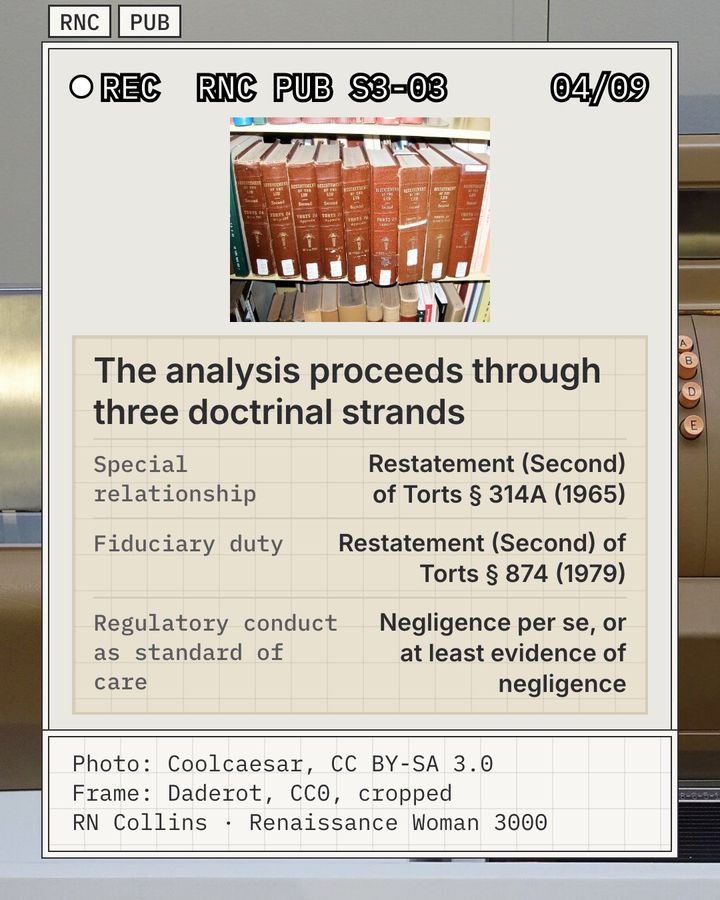 RNC PUB
REC RNC PUB S3-03 04/09
The analysis proceeds through
three doctrinal strands
Special relationship
Restatement (Second)
of Torts § 314A (1965)
Fiduciary duty
Restatement (Second) of
Torts § 874 (1979)
Regulatory conduct
as standard of
care
Negligence per se, or
at least evidence of
negligence
Photo: Coolcaesar, CC BY-SA 3.0
Frame: Daderot, CC0, cropped
RN Collins · Renaissance Woman 3000
A
B
D
E